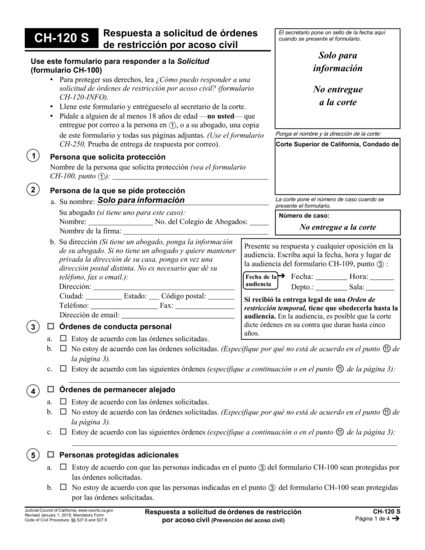 CH-120 S
Respuesta a solicitud de órdenes
de restricción por acoso civil
El secretario pone un sello de la fecha aquí
cuando se presente el formulario.
Solo para
información
No entregue
a la corte
Use este formulario para responder a la Solicitud
(formulario CH-100)
• Para proteger sus derechos, lea ¿Cómo puedo responder a una
solicitud de órdenes de restricción por acoso civil? (formulario
CH-120-INFO).
• Llene este formulario y entrégueselo al secretario de la corte.
• Pídale a alguien de al menos 18 años de edad —no usted— que
entregue por correo a la persona en ①, o a su abogado, una copia
de este formulario y todas sus páginas adjuntas. (Use el formulario
CH-250, Prueba de entrega de respuesta por correo).
Ponga el nombre y la dirección de la corte:
Corte Superior de California, Condado de
1 Persona que solicita protección
Nombre de la persona que solicita protección (vea el formulario
CH-100, punto ①):
2 Persona de la que se pide protección
a. Su nombre: Solo para información
Su abogado (si tiene uno para este caso):
Nombre: No. del Colegio de Abogados:
Nombre de la firma:
La corte pone el número de caso cuando se
presente el formulario.
Número de caso:
No entregue a la corte
b. Su dirección (Si tiene un abogado, ponga la información
de su abogado. Si no tiene un abogado y quiere mantener
privada la dirección de su casa, ponga en vez una
dirección postal distinta. No es necesario que dé su
teléfono, fax o email.):
Dirección:
Ciudad: Estado: Código postal:
Teléfono: Fax:
Dirección de email:
Presente su respuesta y cualquier oposición en la
audiencia. Escriba aquí la fecha, hora y lugar de
la audiencia del formulario CH-109, punto ③ :
Fecha de la audiencia → Fecha: Hora:
Depto.: Sala:
Si recibió la entrega legal de una Orden de
restricción temporal, tiene que obedecerla hasta la
audiencia. En la audiencia, es posible que la corte
dicte órdenes en su contra que duran hasta cinco
años.
3 ☐ Órdenes de conducta personal
a. ☐ Estoy de acuerdo con las órdenes solicitadas.
b. ☐ No estoy de acuerdo con las órdenes solicitadas. (Especifique por qué no está de acuerdo en el punto ⑪ de
la página 3).
c. ☐ Estoy de acuerdo con las siguientes órdenes (especifique a continuación o en el punto ⑪ de la página 3):
4 ☐ Órdenes de permanecer alejado
a. ☐ Estoy de acuerdo con las órdenes solicitadas.
b. ☐ No estoy de acuerdo con las órdenes solicitadas. (Especifique por qué no está de acuerdo en el punto ⑪ de
la página 3).
c. ☐ Estoy de acuerdo con las siguientes órdenes (especifique a continuación o en el punto ⑪ de la página 3):
5 ☐ Personas protegidas adicionales
a. ☐ Estoy de acuerdo con que las personas indicadas en el punto ③ del formulario CH-100 sean protegidas por
las órdenes solicitadas.
b. ☐ No estoy de acuerdo con que las personas indicadas en el punto ③ del formulario CH-100 sean protegidas
por las órdenes solicitadas.
Judicial Council of California, www.courts.ca.gov
Revised January 1, 2018, Mandatory Form
Code of Civil Procedure, §§ 527.6 and 527.9
Respuesta a solicitud de órdenes de restricción
por acoso civil (Prevención del acoso civil)
CH-120 S
Página 1 de 4 →